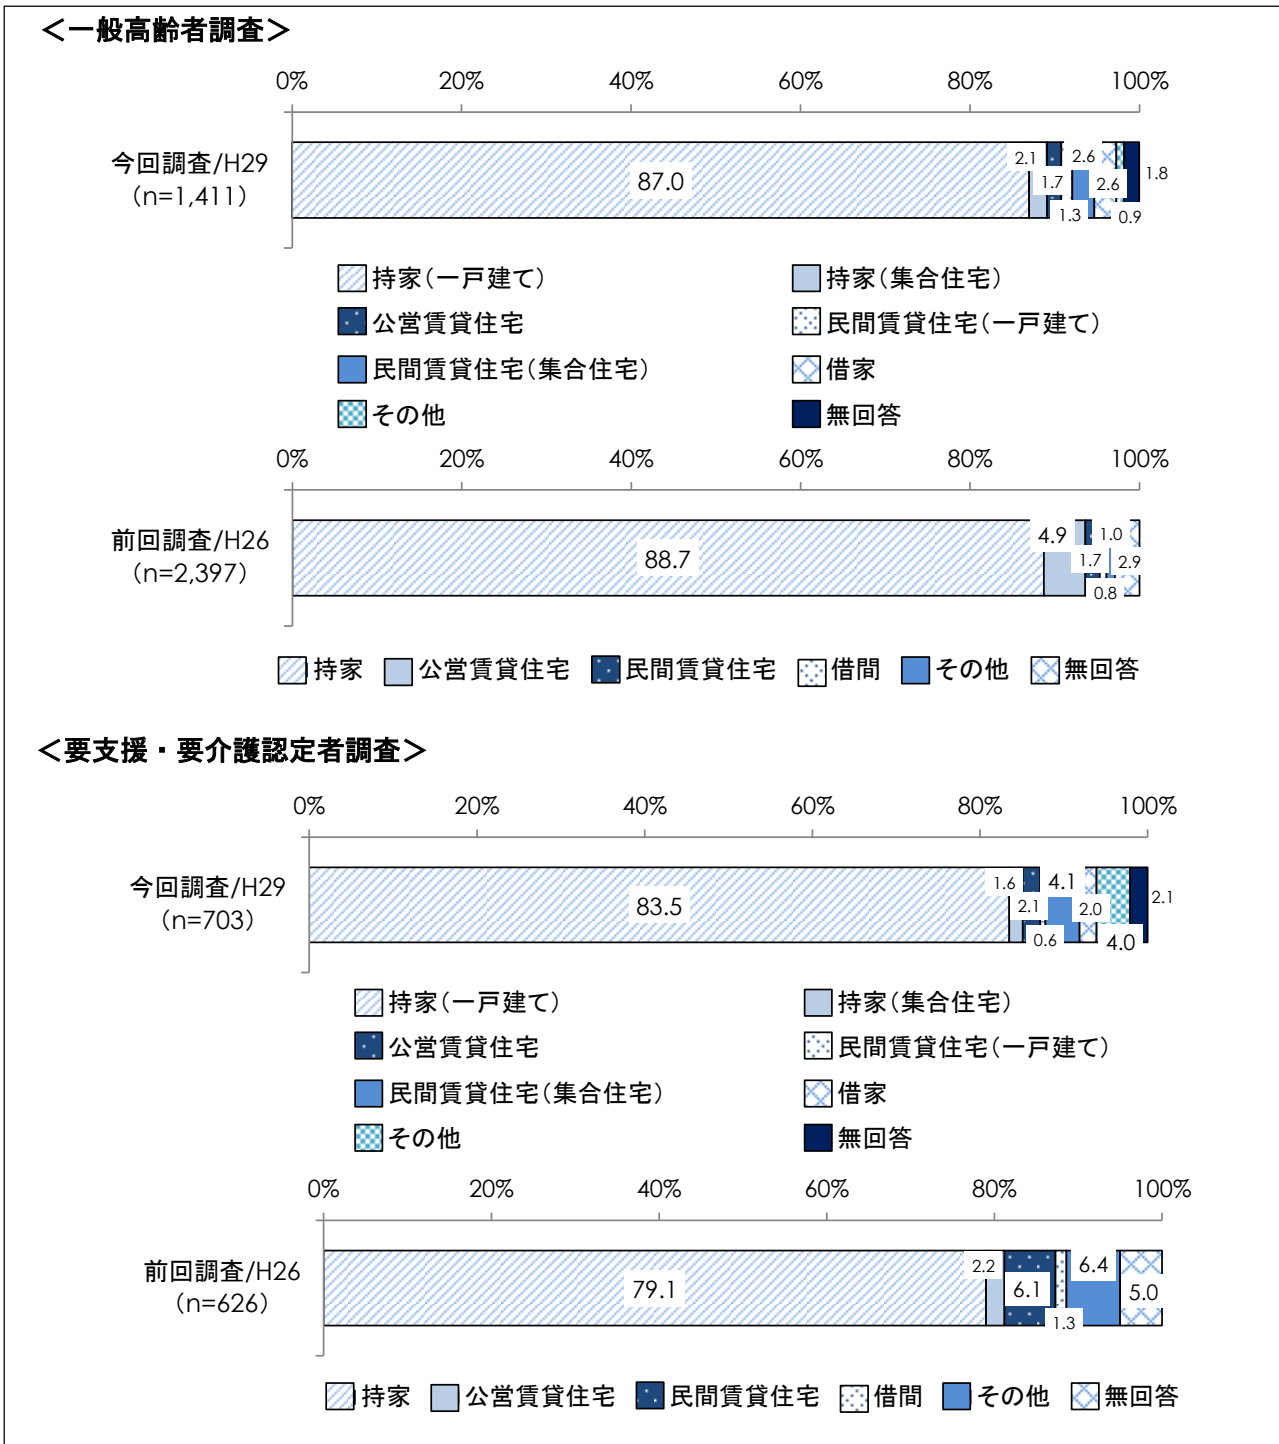 ＜一般高齢者調査＞
0% 20% 40% 60% 80% 100%
今回調査/H29
（n=1,411）
87.0 2.1 1.7 1.3 2.6 2.6 0.9 1.8
持家（一戸建て） 持家（集合住宅）
公営賃貸住宅 民間賃貸住宅（一戸建て）
民間賃貸住宅（集合住宅） 借家
その他 無回答
0% 20% 40% 60% 80% 100%
前回調査/H26
（n=2,397）
88.7 4.9 1.7 0.8 1.0 2.9
持家 公営賃貸住宅 民間賃貸住宅 借間 その他 無回答
＜要支援・要介護認定者調査＞
0% 20% 40% 60% 80% 100%
今回調査/H29
（n=703）
83.5 1.6 2.1 0.6 4.1 2.0 4.0 2.1
持家（一戸建て） 持家（集合住宅）
公営賃貸住宅 民間賃貸住宅（一戸建て）
民間賃貸住宅（集合住宅） 借家
その他 無回答
0% 20% 40% 60% 80% 100%
前回調査/H26
（n=626）
79.1 2.2 6.1 1.3 6.4 5.0
持家 公営賃貸住宅 民間賃貸住宅 借間 その他 無回答